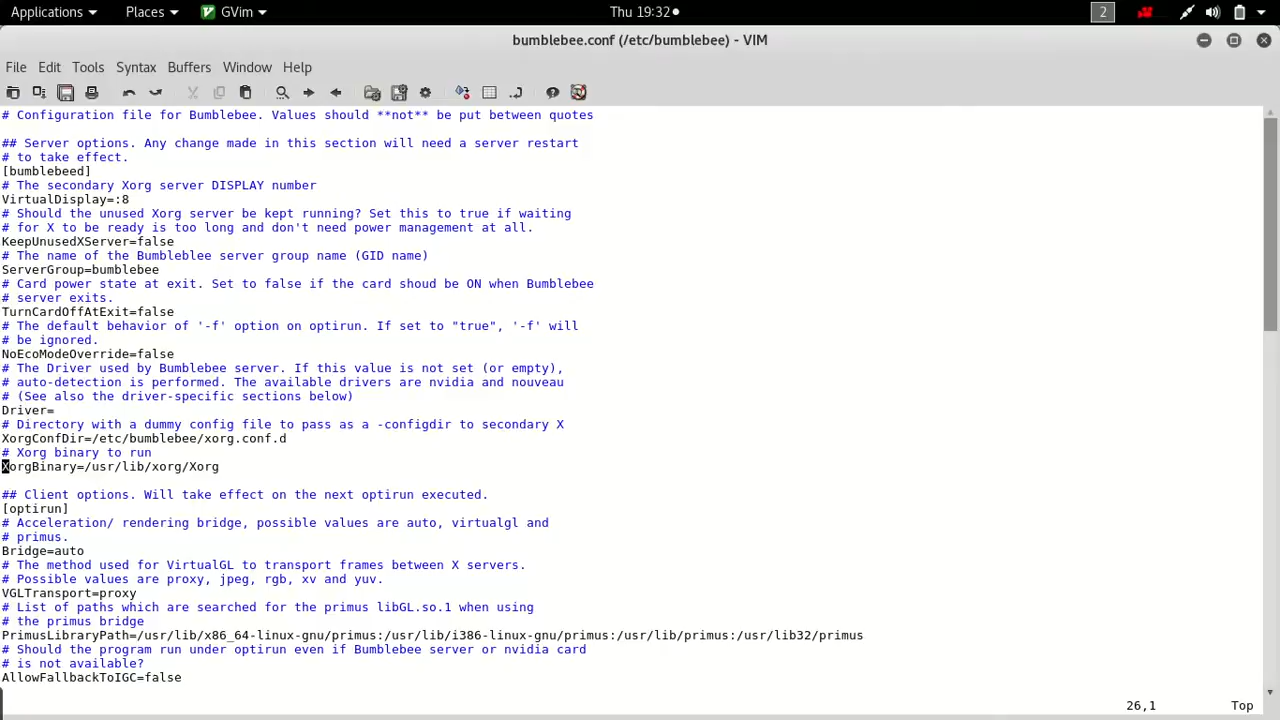 Applications Places GVim Thu 19:32 2
bumblebee.conf (/etc/bumblebee) - VIM
File Edit Tools Syntax Buffers Window Help
# Configuration file for Bumblebee. Values should **not** be put between quotes
## Server options. Any change made in this section will need a server restart
# to take effect.
[bumblebeed]
# The secondary Xorg server DISPLAY number
VirtualDisplay=:8
# Should the unused Xorg server be kept running? Set this to true if waiting
# for X to be ready is too long and don't need power management at all.
KeepUnusedXServer=false
# The name of the Bumbleblee server group name (GID name)
ServerGroup=bumblebee
# Card power state at exit. Set to false if the card shoud be ON when Bumblebee
# server exits.
TurnCardOffAtExit=false
# The default behavior of '-f' option on optirun. If set to "true", '-f' will
# be ignored.
NoEcoModeOverride=false
# The Driver used by Bumblebee server. If this value is not set (or empty),
# auto-detection is performed. The available drivers are nvidia and nouveau
# (See also the driver-specific sections below)
Driver=
# Directory with a dummy config file to pass as a -configdir to secondary X
XorgConfDir=/etc/bumblebee/xorg.conf.d
# Xorg binary to run
XorgBinary=/usr/lib/xorg/Xorg
## Client options. Will take effect on the next optirun executed.
[optirun]
# Acceleration/ rendering bridge, possible values are auto, virtualgl and
# primus.
Bridge=auto
# The method used for VirtualGL to transport frames between X servers.
# Possible values are proxy, jpeg, rgb, xv and yuv.
VGLTransport=proxy
# List of paths which are searched for the primus libGL.so.1 when using
# the primus bridge
PrimusLibraryPath=/usr/lib/x86_64-linux-gnu/primus:/usr/lib/i386-linux-gnu/primus:/usr/lib/primus:/usr/lib32/primus
# Should the program run under optirun even if Bumblebee server or nvidia card
# is not available?
AllowFallbackToIGC=false
26,1 Top